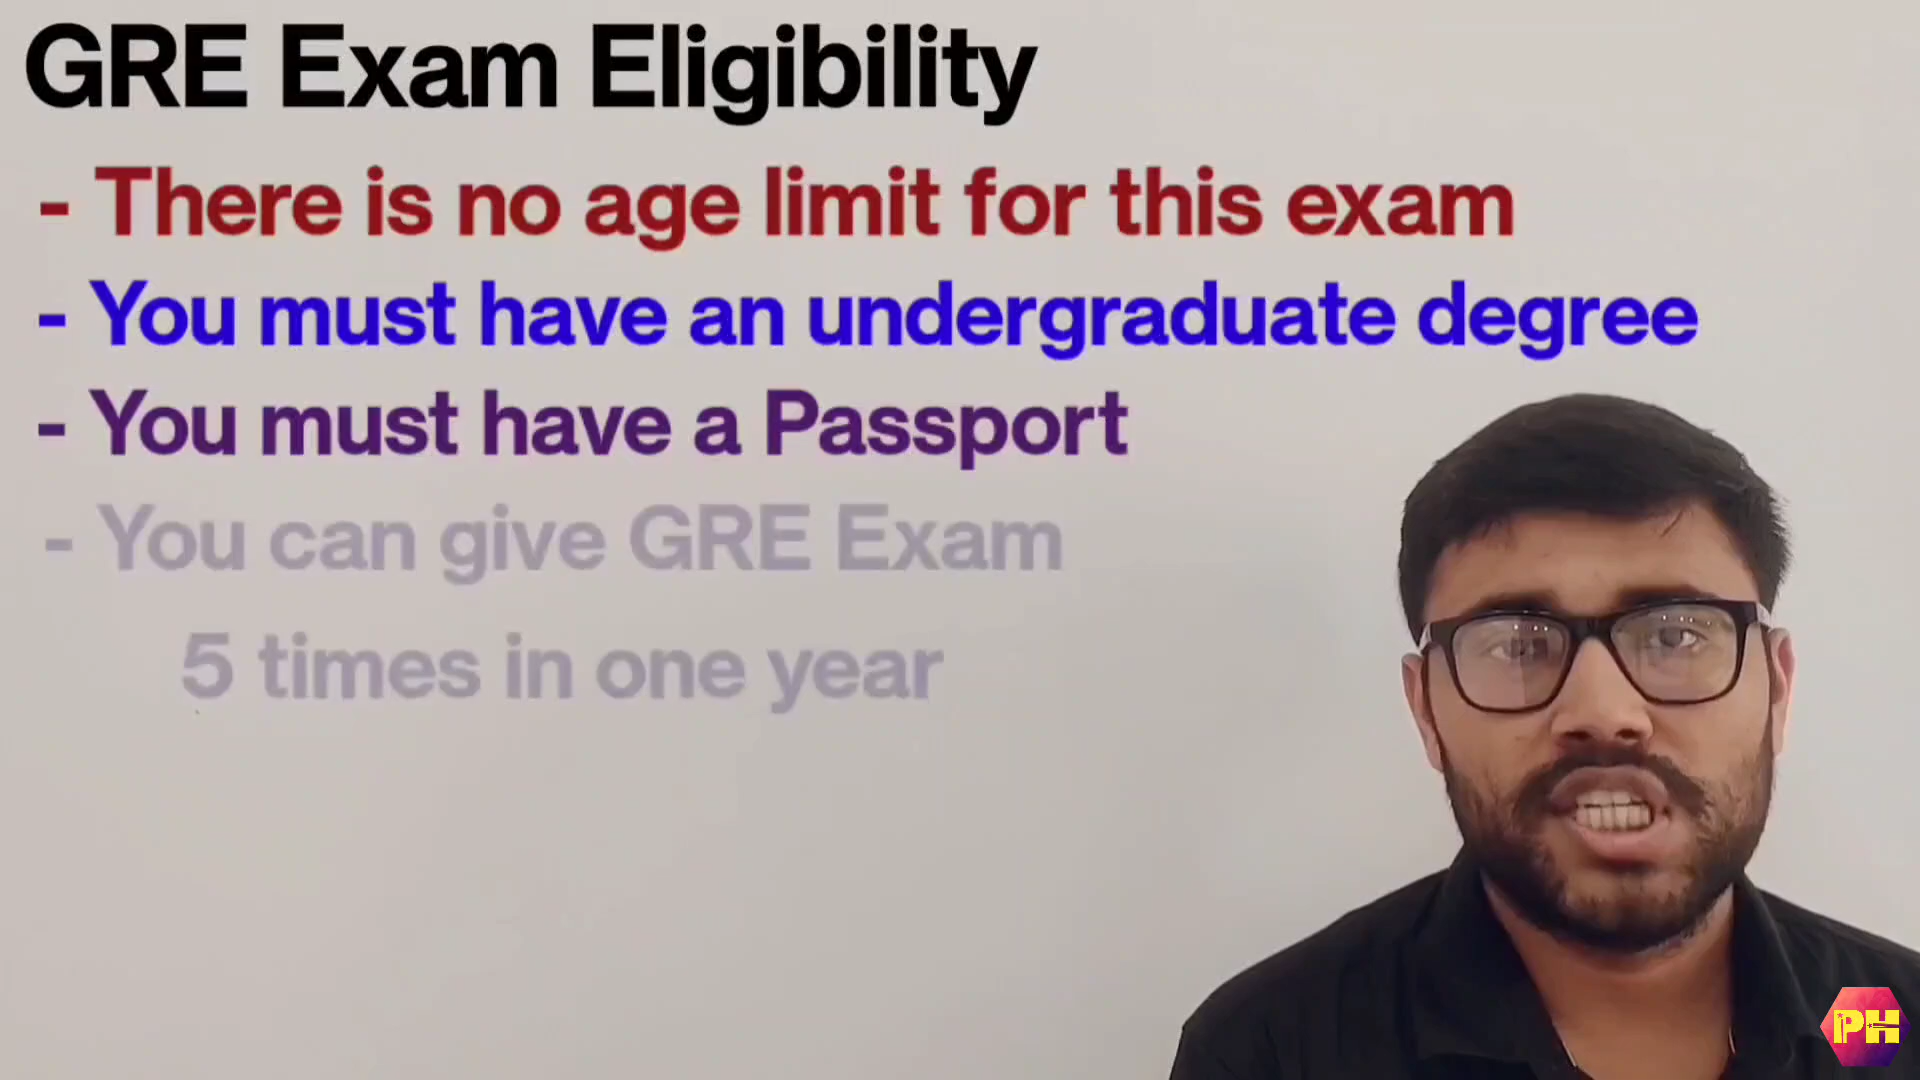 GRE Exam Eligibility
- There is no age limit for this exam
- You must have an undergraduate degree
- You must have a Passport
- You can give GRE Exam
5 times in one year
PH